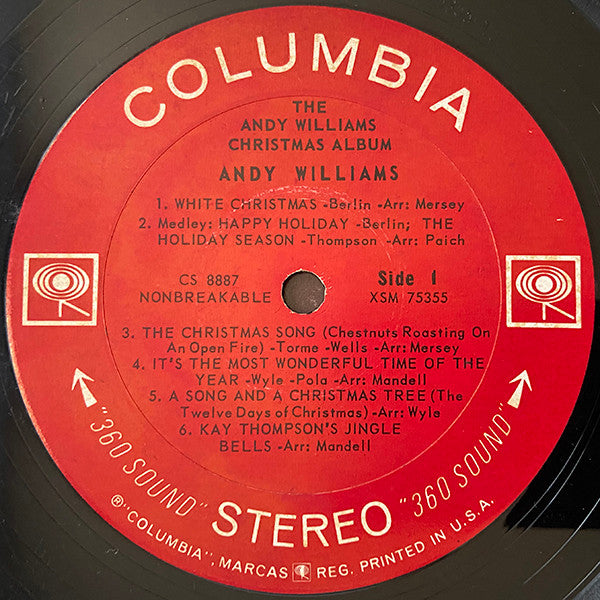 COLUMBIA
THE
ANDY WILLIAMS
CHRISTMAS ALBUM
ANDY WILLIAMS
1. WHITE CHRISTMAS -Berlin -Arr: Mersey
2. Medley: HAPPY HOLIDAY -Berlin; THE
HOLIDAY SEASON -Thompson -Arr: Paich
CS 8887
NONBREAKABLE
Side 1
XSM 75355
3. THE CHRISTMAS SONG (Chestnuts Roasting On
An Open Fire) -Torme -Wells -Arr: Mersey
4. IT'S THE MOST WONDERFUL TIME OF THE
YEAR -Wyle -Pola -Arr: Mandell
5. A SONG AND A CHRISTMAS TREE (The
Twelve Days of Christmas) -Arr: Wyle
6. KAY THOMPSON'S JINGLE
BELLS -Arr: Mandell
"360 SOUND" STEREO "360 SOUND"
® "COLUMBIA", MARCAS REG. PRINTED IN U.S.A.